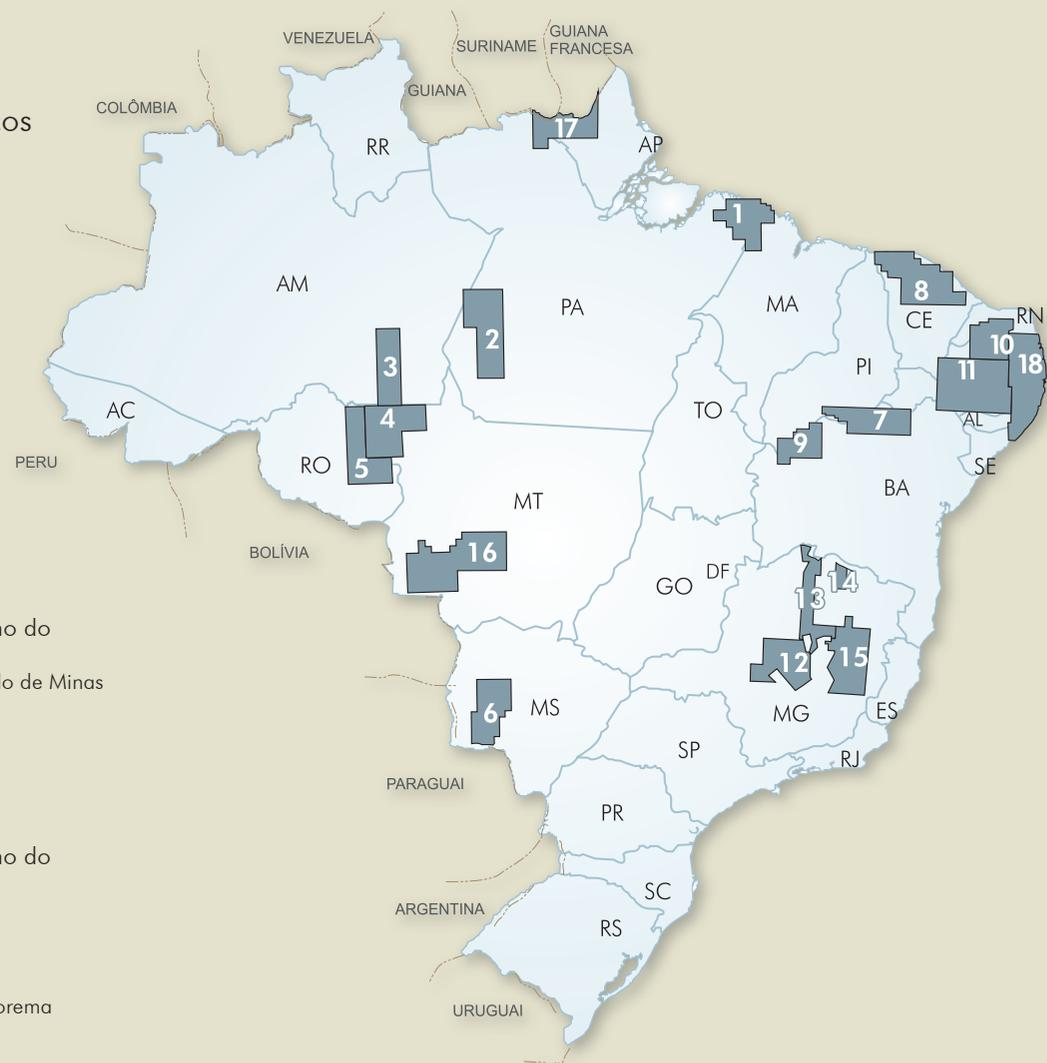 VENEZUELA
SURINAME
GUIANA
FRANCESA
GUIANA
COLÔMBIA
OS
17
RR
AP
1
AM
PA
MA
8
CE
RN
2
3
10
18
11
PI
AC
4
TO
7
AL
9
PERU
RO
5
SE
BA
MT
BOLÍVIA
16
GO
DF
14
13
o do
lo de Minas
12
15
6
MS
MG
ES
SP
RJ
PARAGUAI
PR
o do
SC
ARGENTINA
RS
URUGUAI
orema